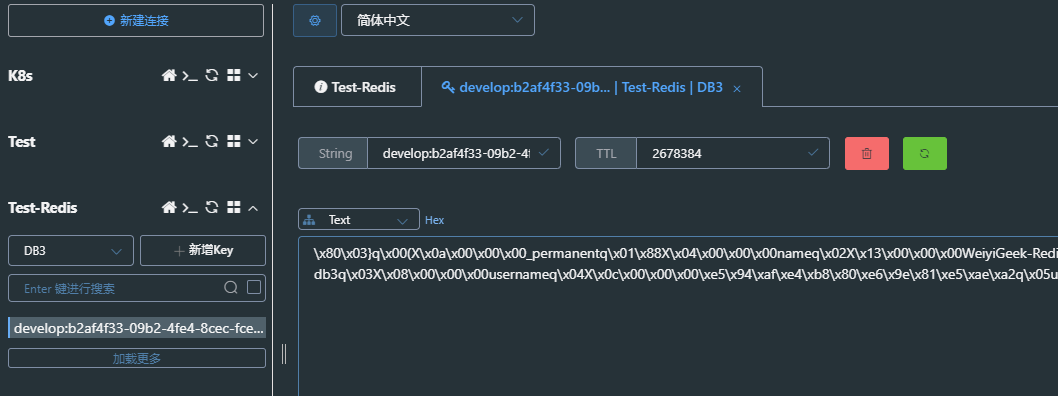 新建连接
简体中文
K8s
Test-Redis
develop:b2af4f33-09b... | Test-Redis | DB3
Test
String
develop:b2af4f33-09b2-4f
TTL
2678384
Test-Redis
Text
Hex
DB3
新增Key
\x80\x03}q\x00(X\x0a\x00\x00\x00_permanentq\x01\x88X\x04\x00\x00\x00nameq\x02X\x13\x00\x00\x00WeiyiGeek-Redi
db3q\x03X\x08\x00\x00\x00usernameq\x04X\x0c\x00\x00\x00\xe5\x94\xaf\xe4\xb8\x80\xe6\x9e\x81\xe5\xae\xa2q\x05u
Enter 键进行搜索
develop:b2af4f33-09b2-4fe4-8cec-fce...
加载更多